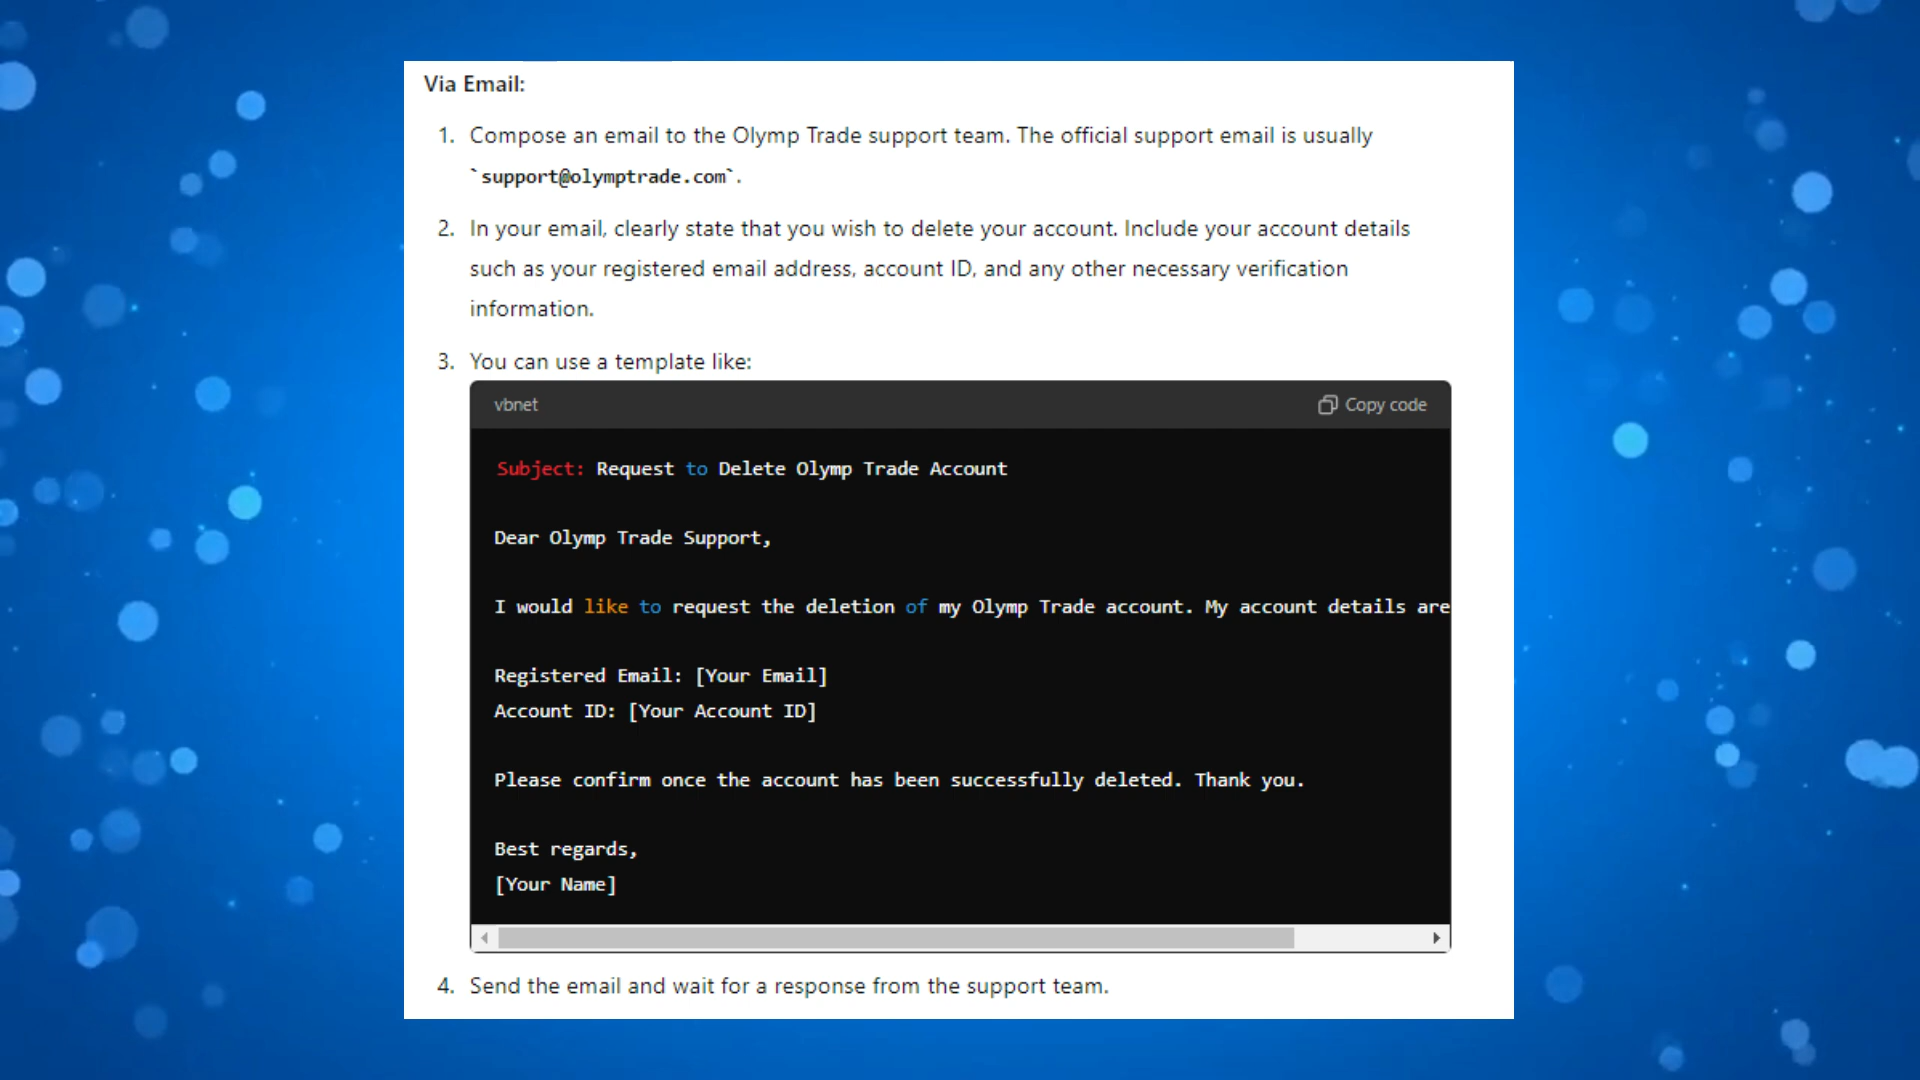 Via Email:
1. Compose an email to the Olymp Trade support team. The official support email is usually
`support@olymptrade.com`.
2. In your email, clearly state that you wish to delete your account. Include your account details
such as your registered email address, account ID, and any other necessary verification
information.
3. You can use a template like:
vbnet Copy code
Subject: Request to Delete Olymp Trade Account
Dear Olymp Trade Support,
I would like to request the deletion of my Olymp Trade account. My account details are
Registered Email: [Your Email]
Account ID: [Your Account ID]
Please confirm once the account has been successfully deleted. Thank you.
Best regards,
[Your Name]
4. Send the email and wait for a response from the support team.